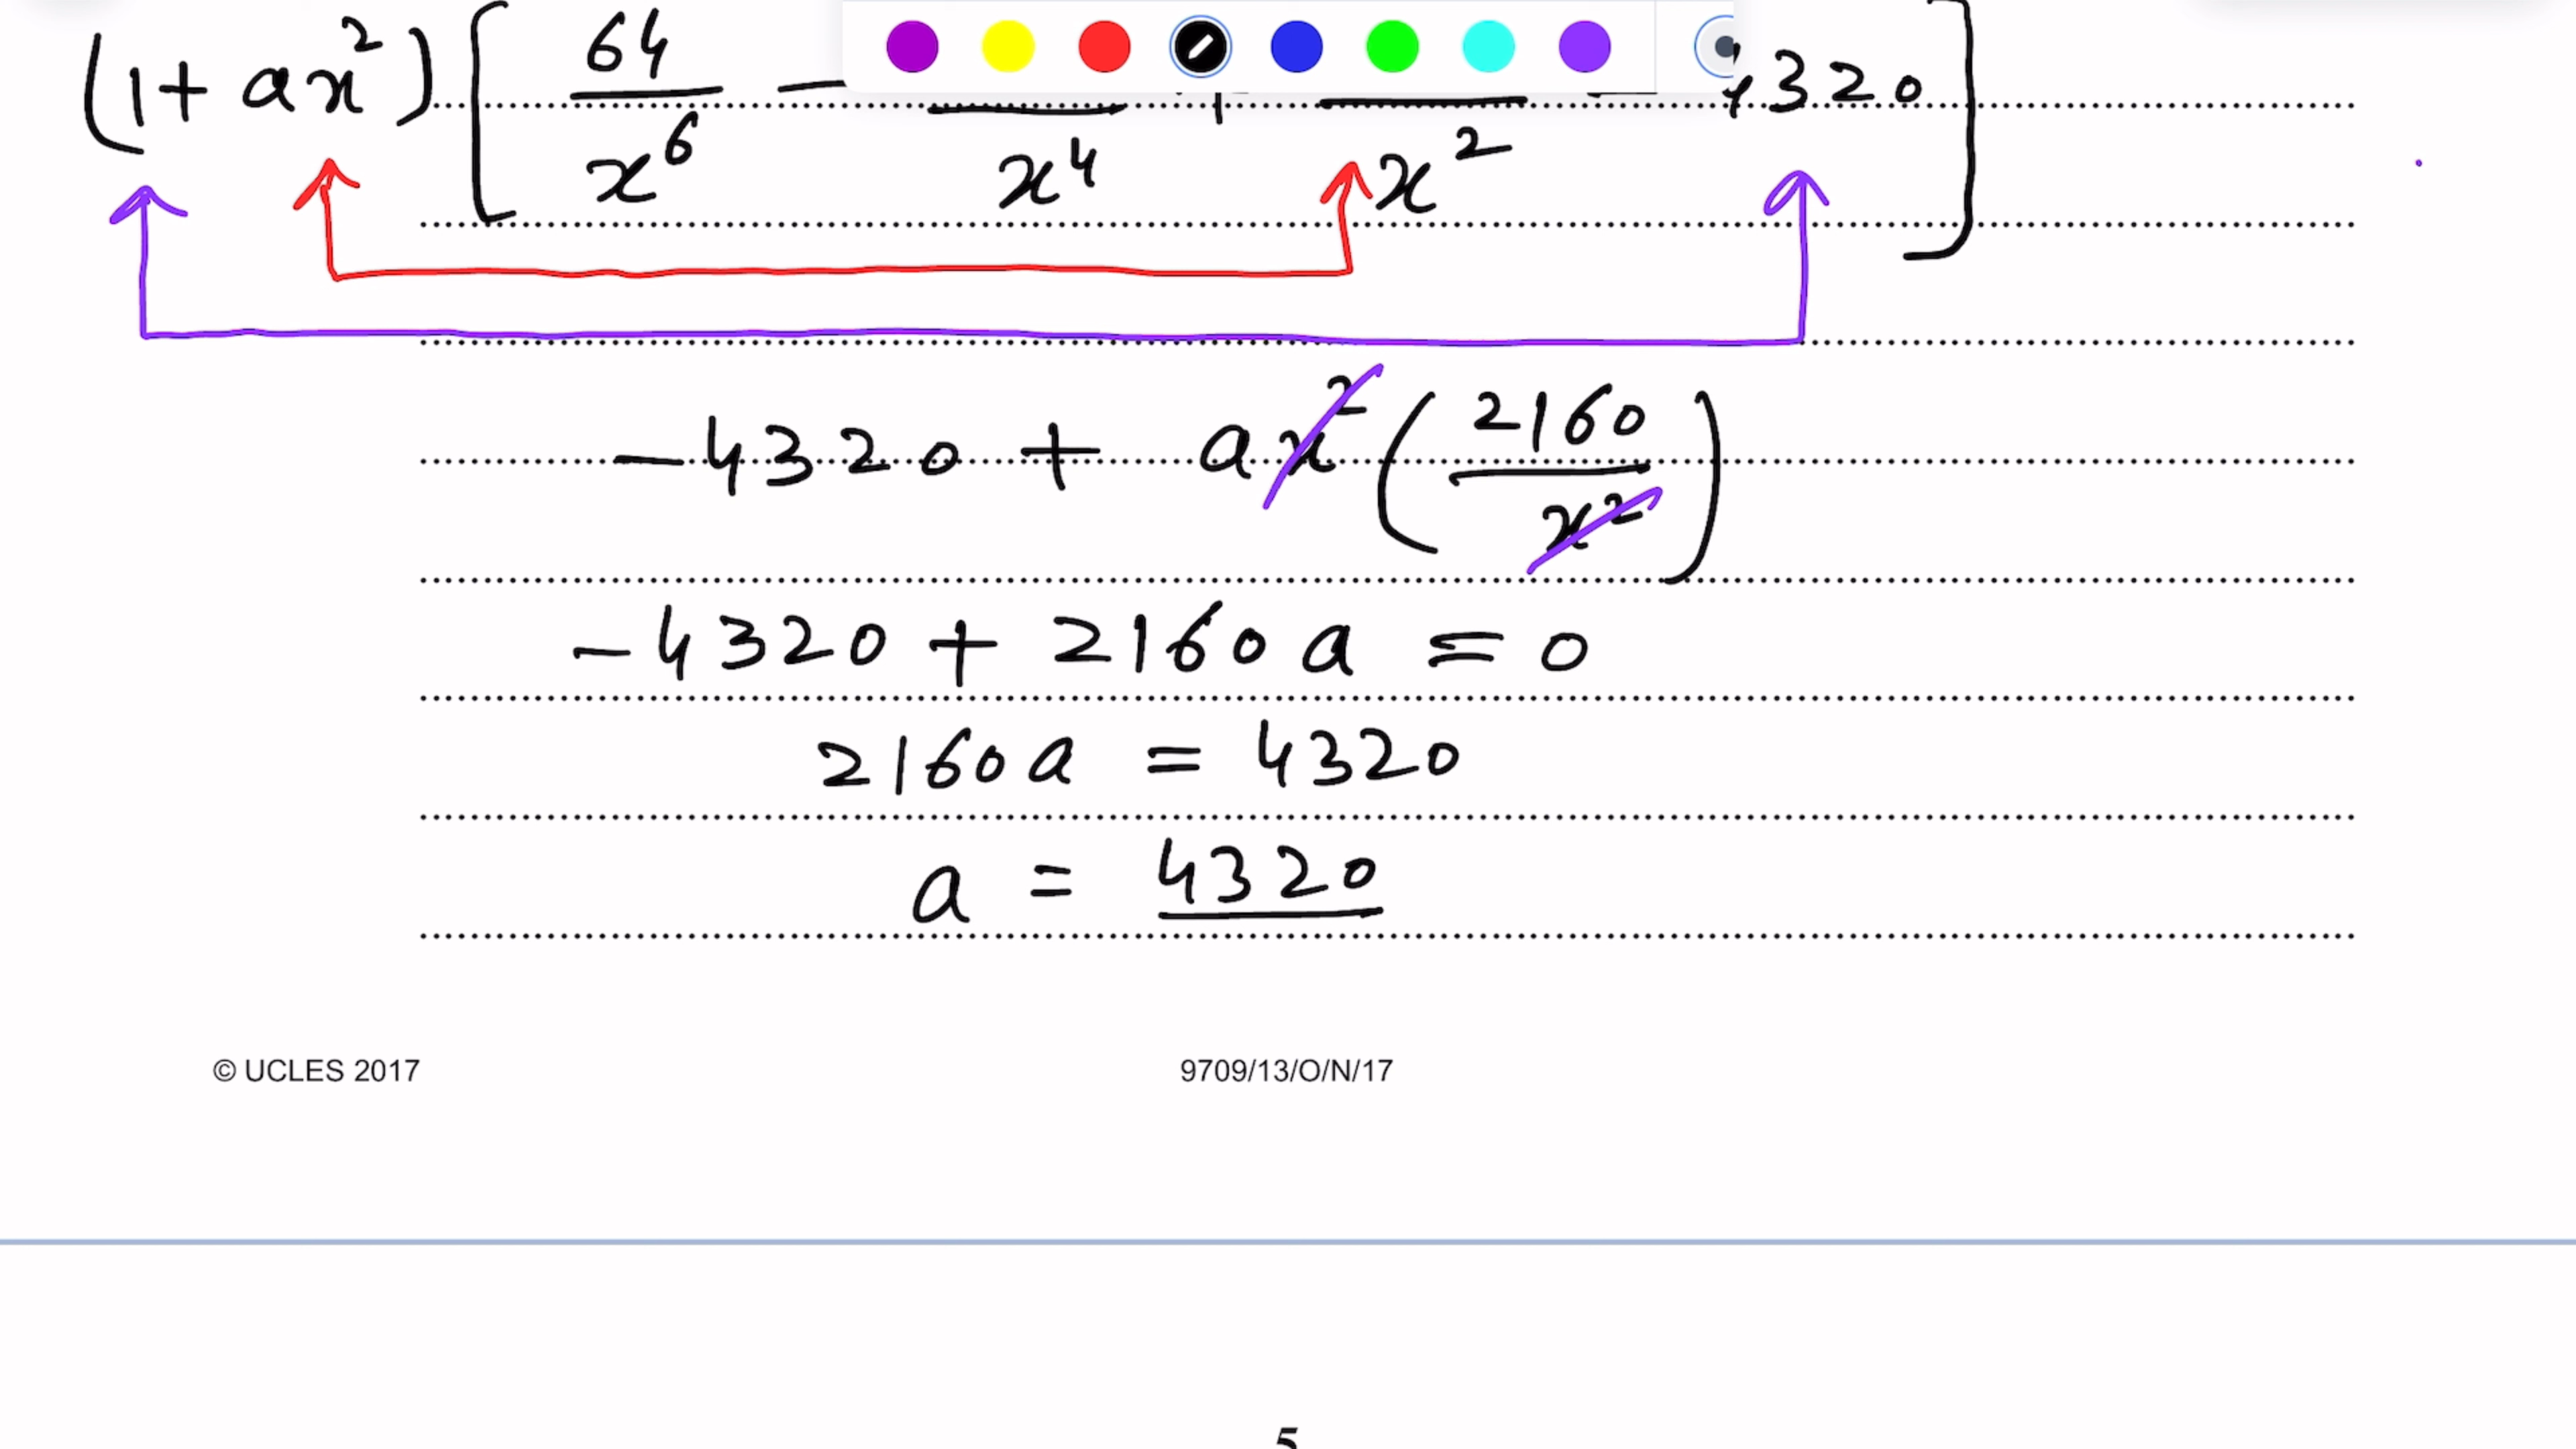 (1 + ax²) [ 64/x⁶ − /x⁴ + /x² − 4320 ]
−4320 + ax² ( 2160/x² )
−4320 + 2160a = 0
2160a = 4320
a = 4320
© UCLES 2017 9709/13/O/N/17
5